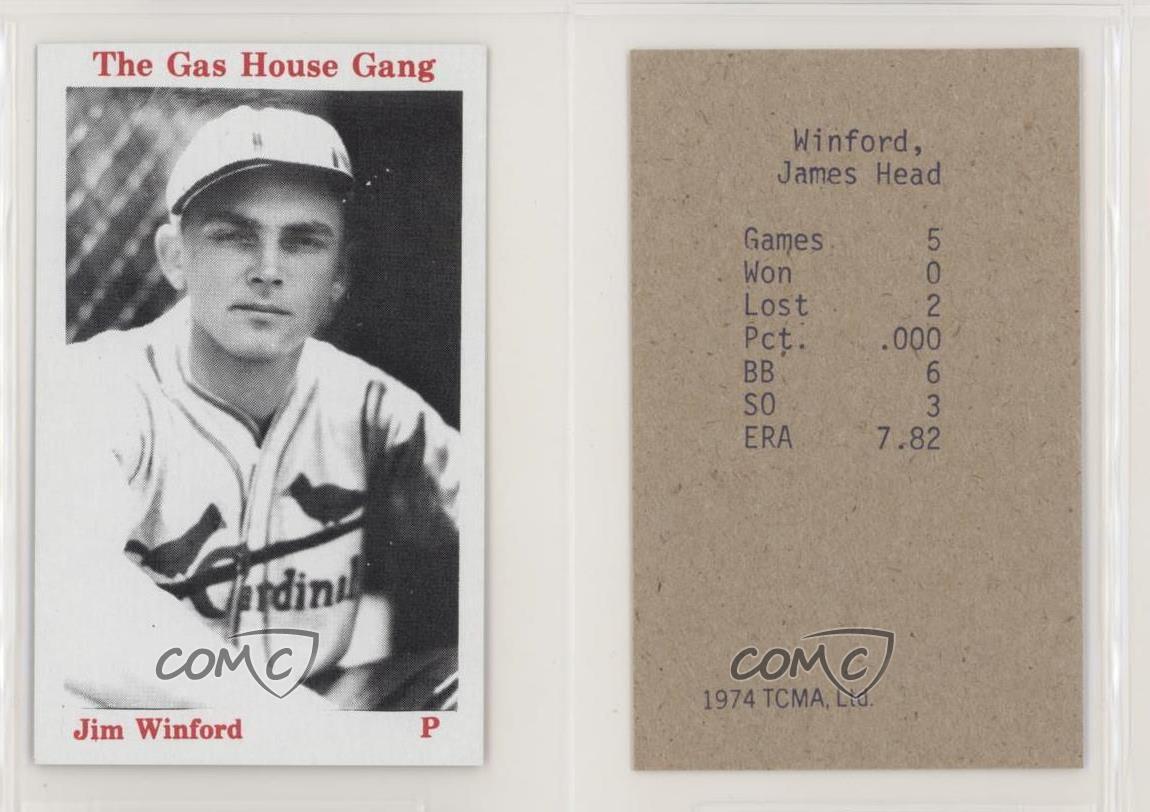 The Gas House Gang
Cardinals
COMC
Jim Winford P
Winford,
James Head
Games 5
Won 0
Lost 2
Pct. .000
BB 6
SO 3
ERA 7.82
COMC
1974 TCMA, Ltd.